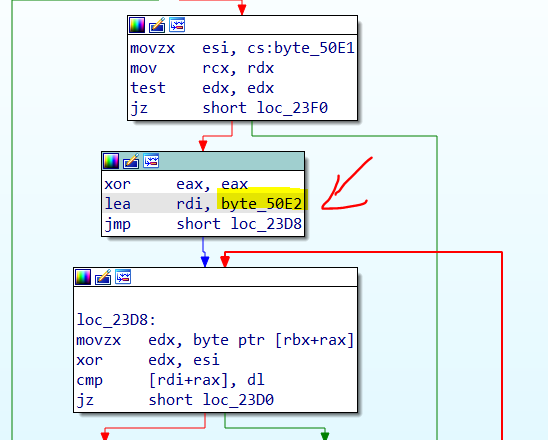 movzx esi, cs:byte_50E1
mov rcx, rdx
test edx, edx
jz short loc_23F0
xor eax, eax
lea rdi, byte_50E2
jmp short loc_23D8
loc_23D8:
movzx edx, byte ptr [rbx+rax]
xor edx, esi
cmp [rdi+rax], dl
jz short loc_23D0